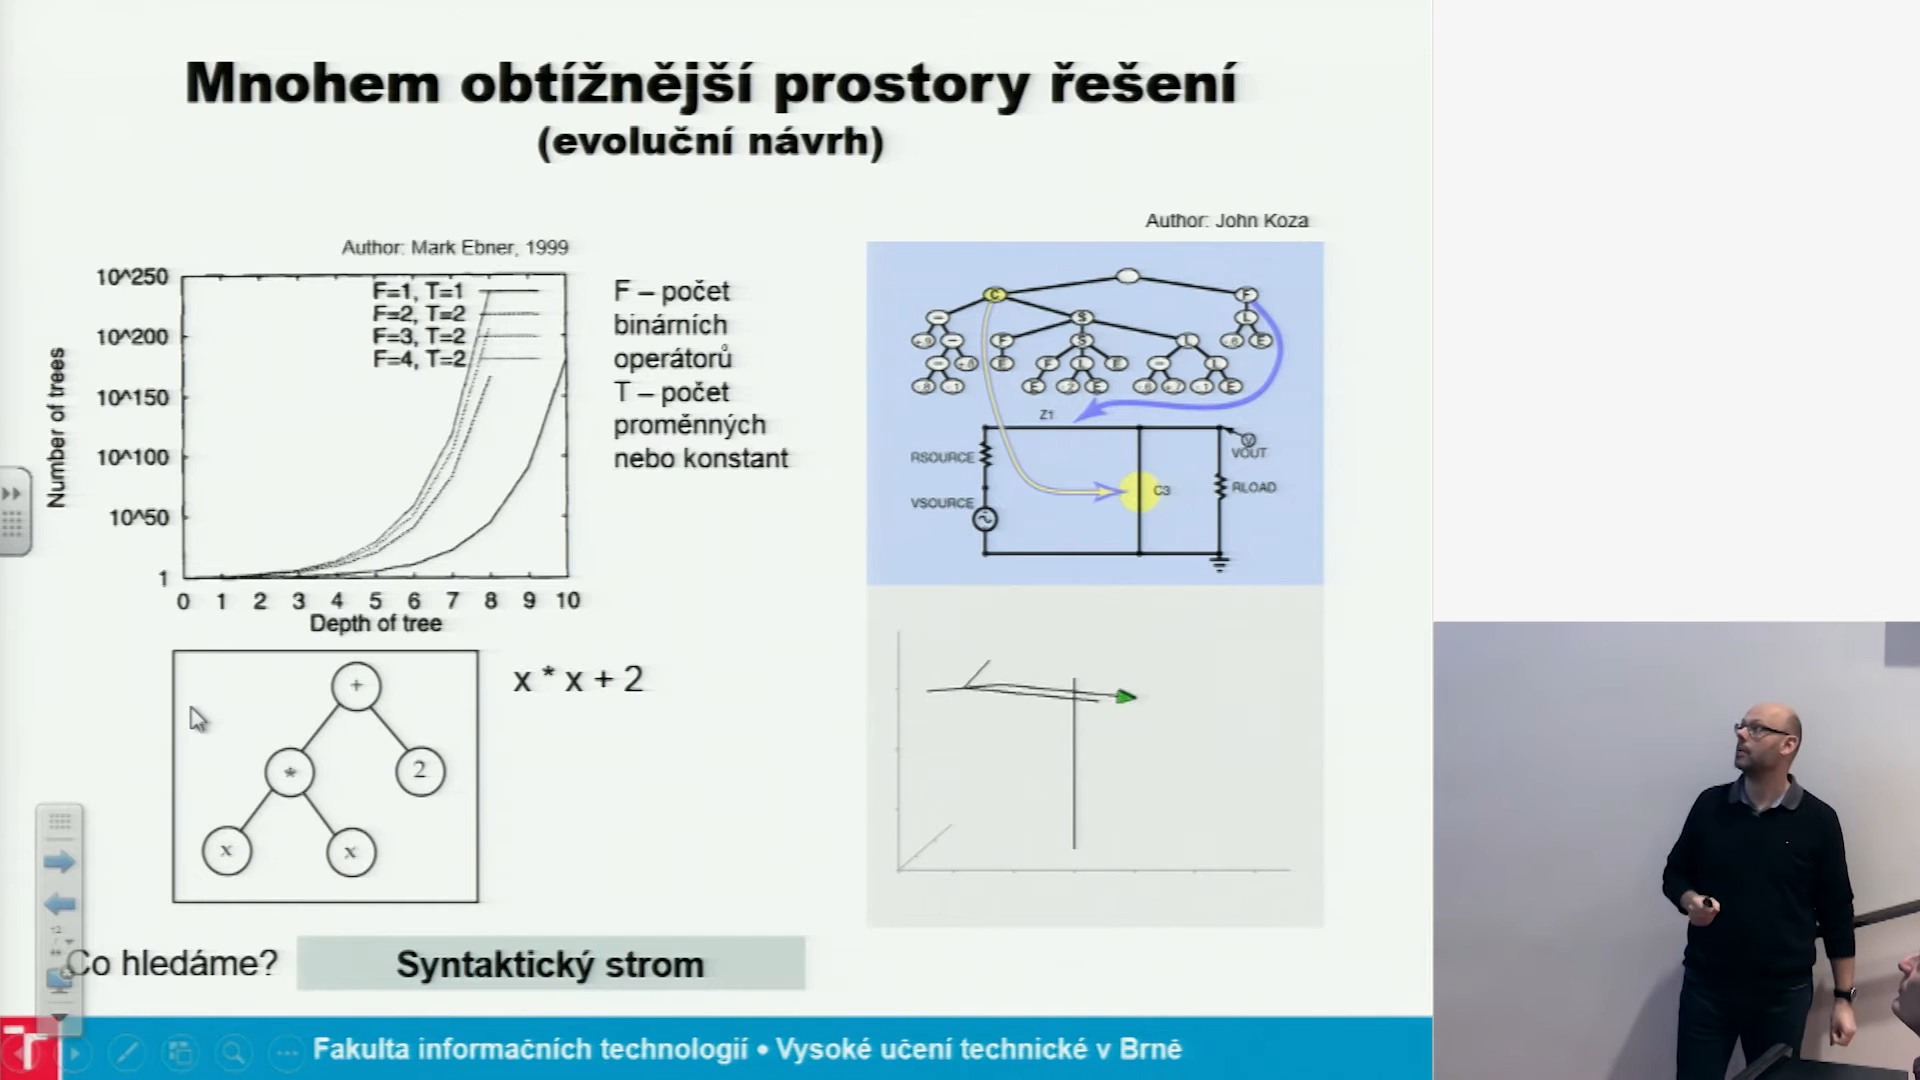 Mnohem obtížnější prostory řešení
(evoluční návrh)
Author: Mark Ebner, 1999
10^250
10^200
10^150
10^100
10^50
1
Number of trees
F=1, T=1
F=2, T=2
F=3, T=2
F=4, T=2
0 1 2 3 4 5 6 7 8 9 10
Depth of tree
F – počet
binárních
operátorů
T – počet
proměnných
nebo konstant
Author: John Koza
C F
- S L
F S L
E F L E - L
E E E
Z1
RSOURCE
VSOURCE
C3
V
VOUT
RLOAD
+
* 2
x x
x * x + 2
Co hledáme?
Syntaktický strom
Fakulta informačních technologií • Vysoké učení technické v Brně